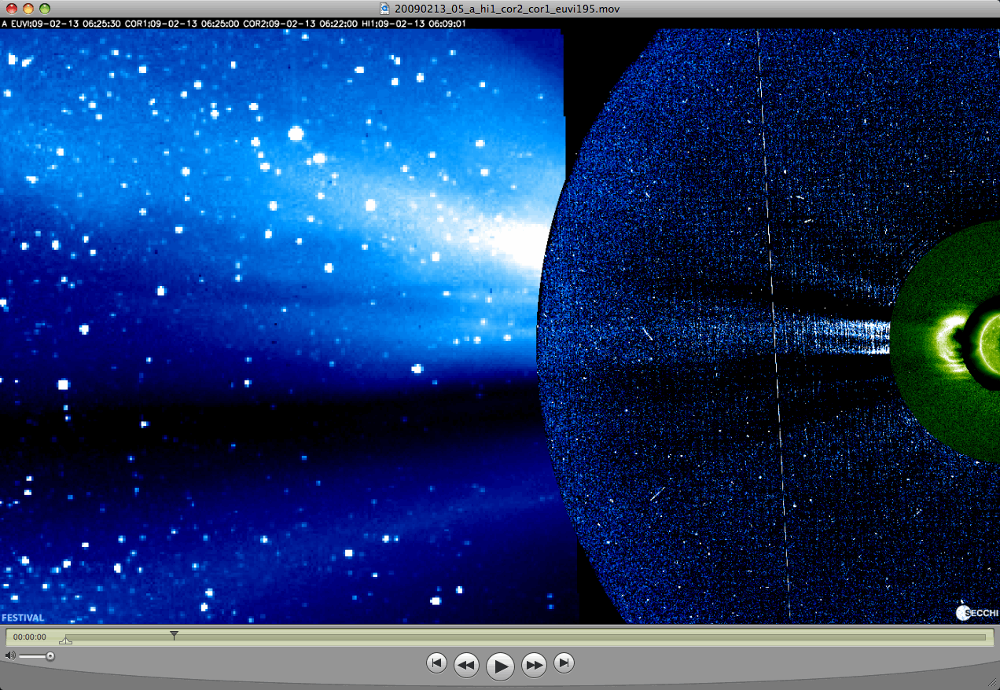 20090213_05_a_hi1_cor2_cor1_euvi195.mov
A EUVI:09-02-13 06:25:30 COR1:09-02-13 06:25:00 COR2:09-02-13 06:22:00 HI1:09-02-13 06:09:01
FESTIVAL
SECCHI
00:00:00